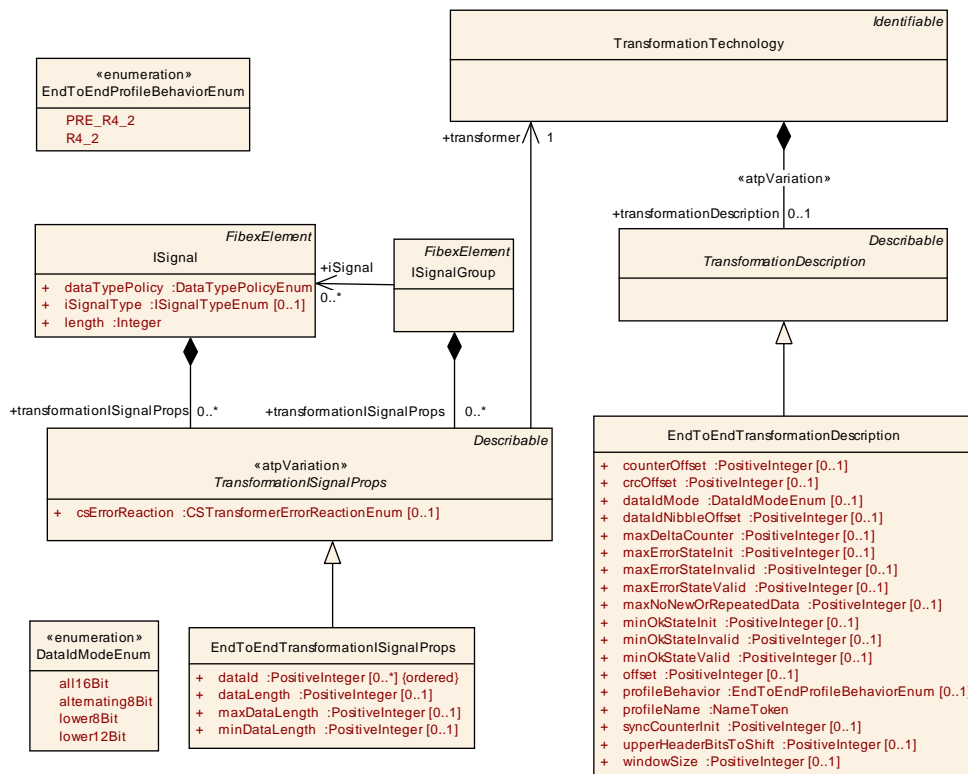 Identifiable
TransformationTechnology
«enumeration»
EndToEndProfileBehaviorEnum
PRE_R4_2
R4_2
+transformer 1
«atpVariation»
+transformationDescription 0..1
FibexElement
ISignal
+ dataTypePolicy :DataTypePolicyEnum
+ iSignalType :ISignalTypeEnum [0..1]
+ length :Integer
+iSignal
0..*
FibexElement
ISignalGroup
Describable
TransformationDescription
+transformationISignalProps 0..*
+transformationISignalProps 0..*
Describable
«atpVariation»
TransformationISignalProps
+ csErrorReaction :CSTransformerErrorReactionEnum [0..1]
EndToEndTransformationDescription
+ counterOffset :PositiveInteger [0..1]
+ crcOffset :PositiveInteger [0..1]
+ dataIdMode :DataIdModeEnum [0..1]
+ dataIdNibbleOffset :PositiveInteger [0..1]
+ maxDeltaCounter :PositiveInteger [0..1]
+ maxErrorStateInit :PositiveInteger [0..1]
+ maxErrorStateInvalid :PositiveInteger [0..1]
+ maxErrorStateValid :PositiveInteger [0..1]
+ maxNoNewOrRepeatedData :PositiveInteger [0..1]
+ minOkStateInit :PositiveInteger [0..1]
+ minOkStateInvalid :PositiveInteger [0..1]
+ minOkStateValid :PositiveInteger [0..1]
+ offset :PositiveInteger [0..1]
+ profileBehavior :EndToEndProfileBehaviorEnum [0..1]
+ profileName :NameToken
+ syncCounterInit :PositiveInteger [0..1]
+ upperHeaderBitsToShift :PositiveInteger [0..1]
+ windowSize :PositiveInteger [0..1]
«enumeration»
DataIdModeEnum
all16Bit
alternating8Bit
lower8Bit
lower12Bit
EndToEndTransformationISignalProps
+ dataId :PositiveInteger [0..*] {ordered}
+ dataLength :PositiveInteger [0..1]
+ maxDataLength :PositiveInteger [0..1]
+ minDataLength :PositiveInteger [0..1]